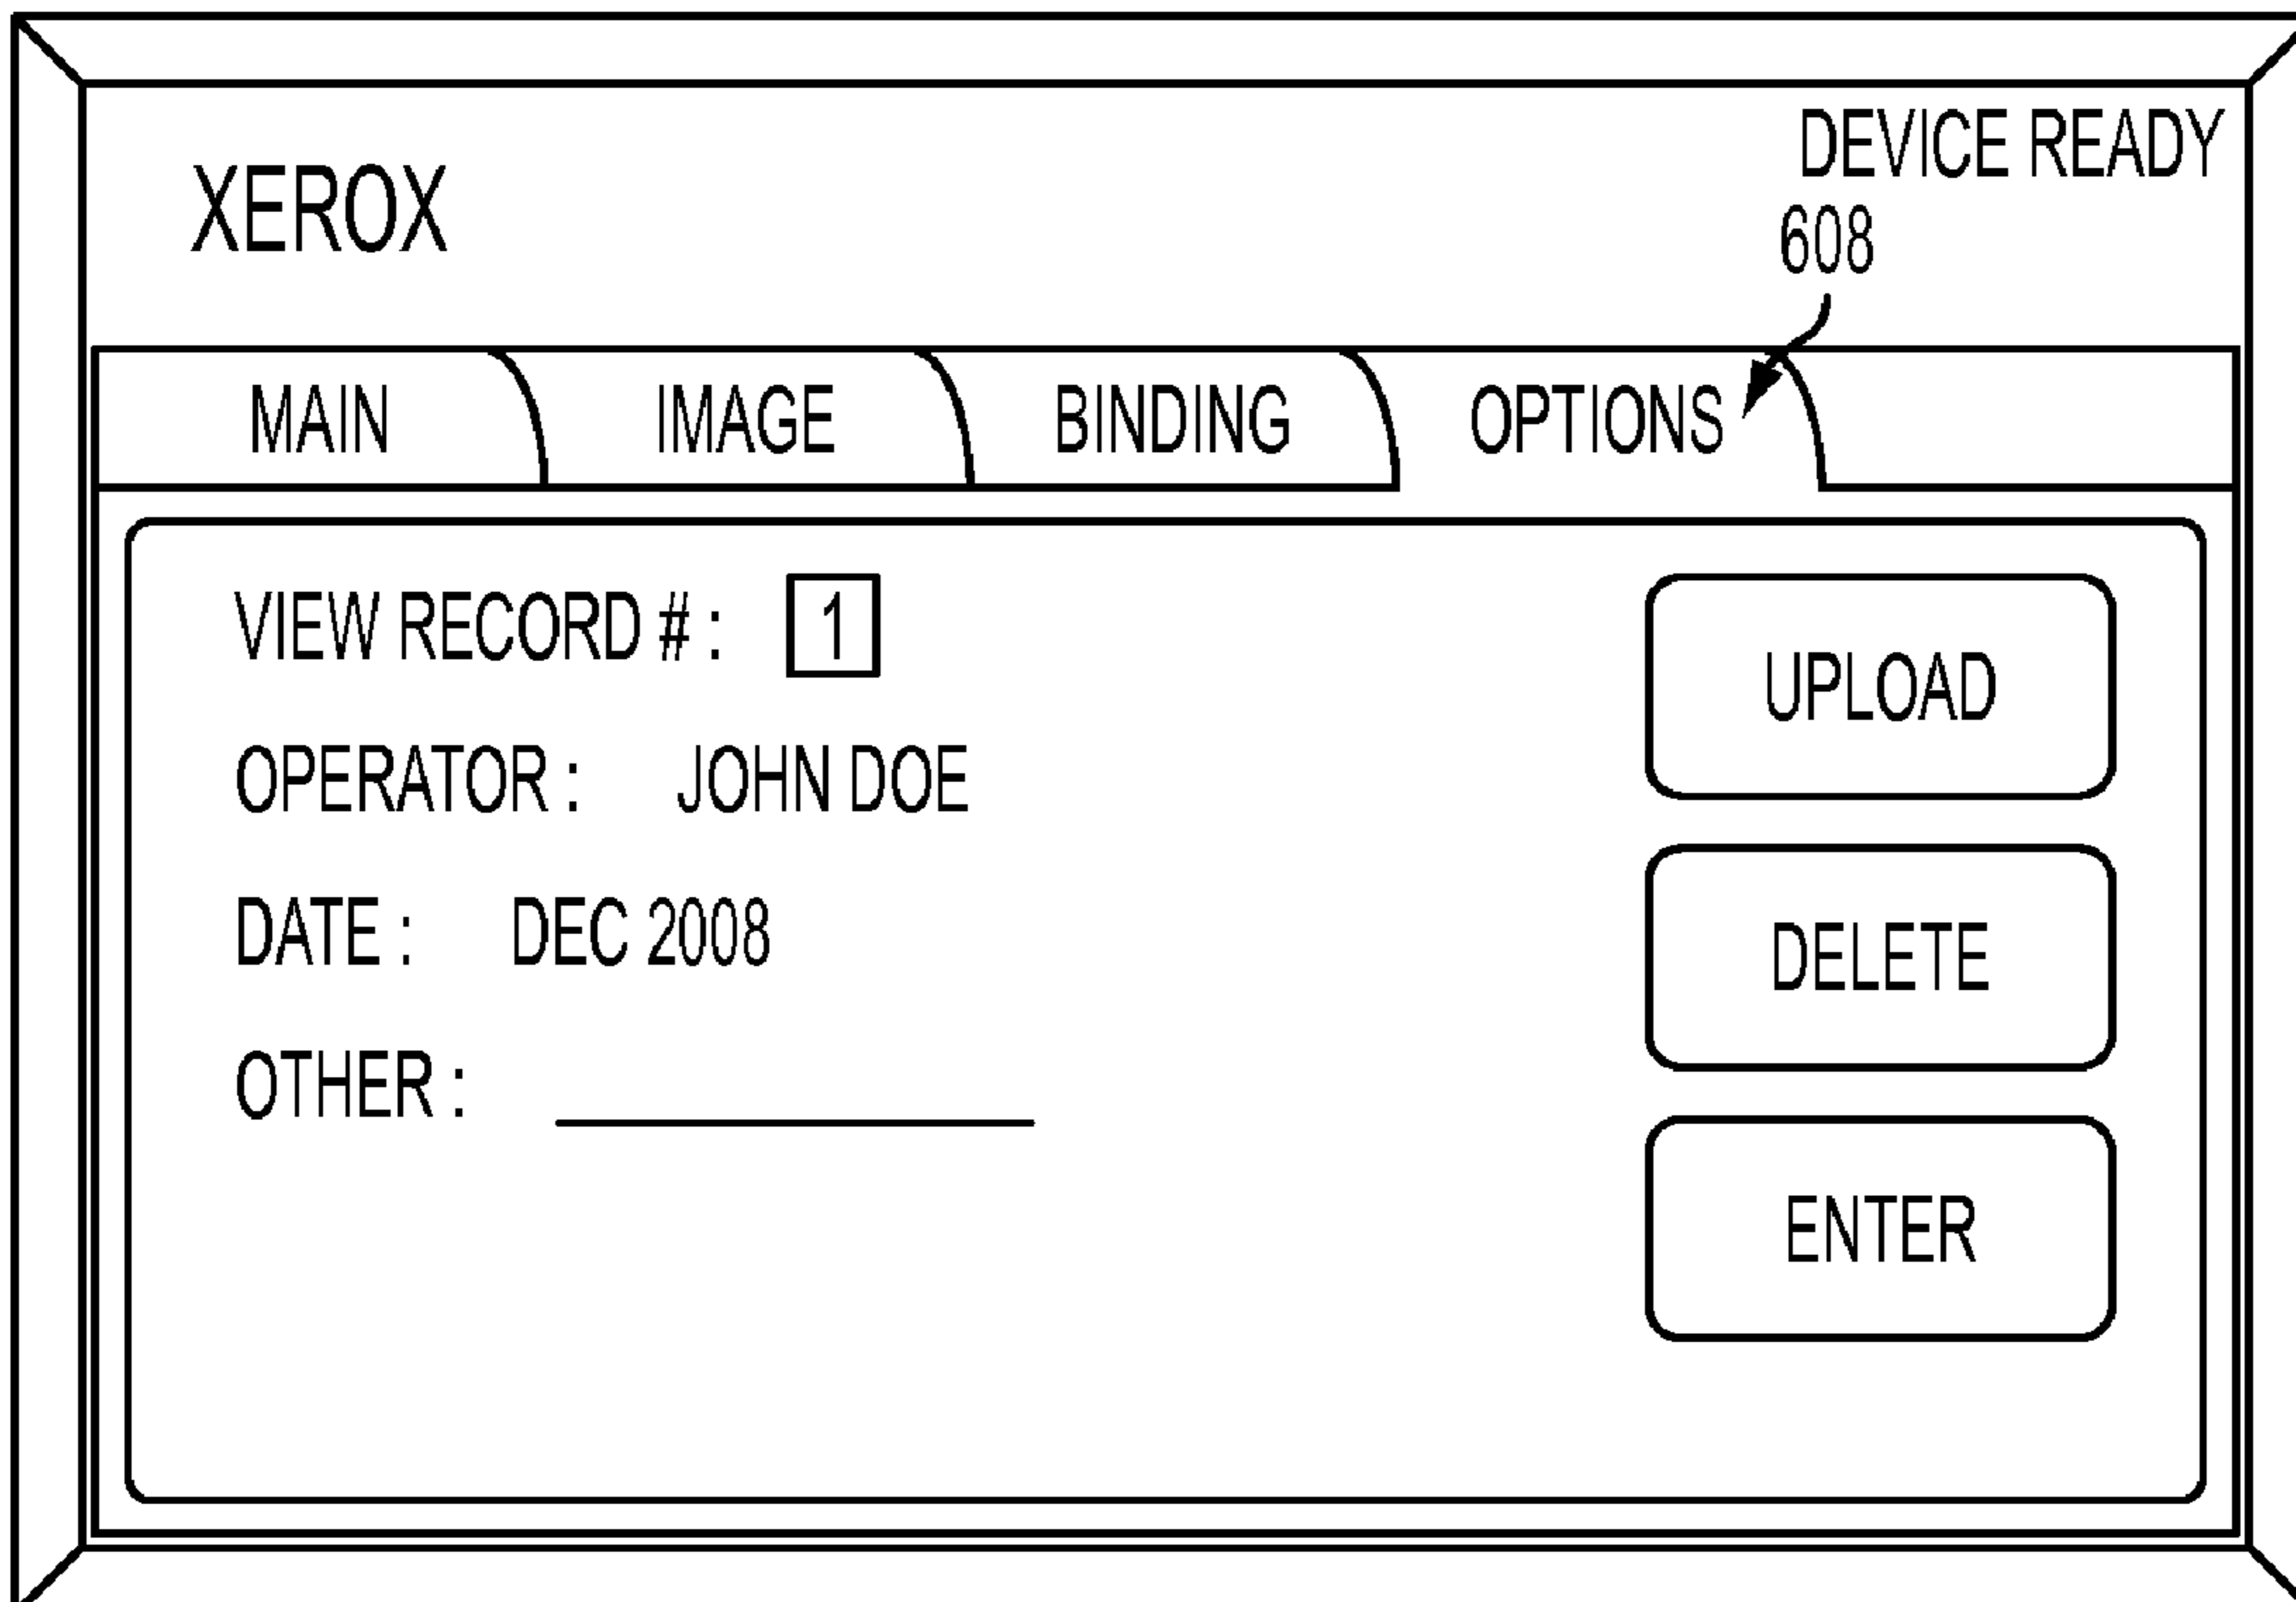 DEVICE READY
XEROX
608
MAIN IMAGE BINDING OPTIONS
VIEW RECORD # : 1
OPERATOR : JOHN DOE
DATE : DEC 2008
OTHER :
UPLOAD
DELETE
ENTER